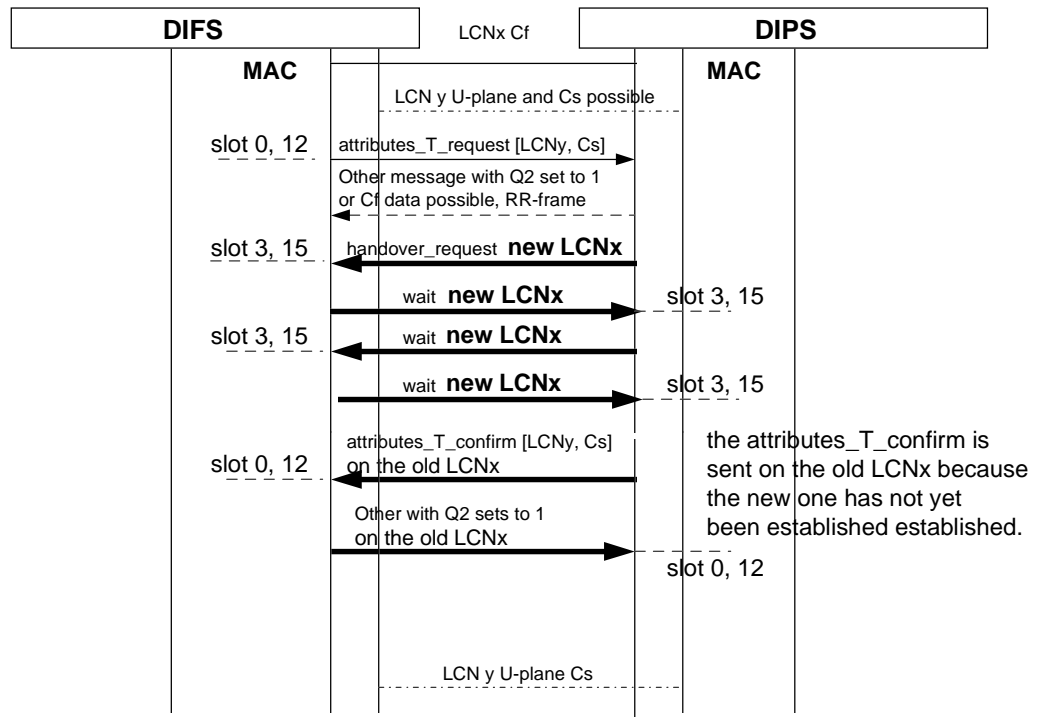 DIFS
LCNx Cf
DIPS
MAC
MAC
LCN y U-plane and Cs possible
slot 0, 12
attributes_T_request [LCNy, Cs]
Other message with Q2 set to 1
or Cf data possible, RR-frame
slot 3, 15
handover_request new LCNx
wait new LCNx
slot 3, 15
slot 3, 15
wait new LCNx
wait new LCNx
slot 3, 15
attributes_T_confirm [LCNy, Cs]
on the old LCNx
slot 0, 12
the attributes_T_confirm is
sent on the old LCNx because
the new one has not yet
been established established.
Other with Q2 sets to 1
on the old LCNx
slot 0, 12
LCN y U-plane Cs